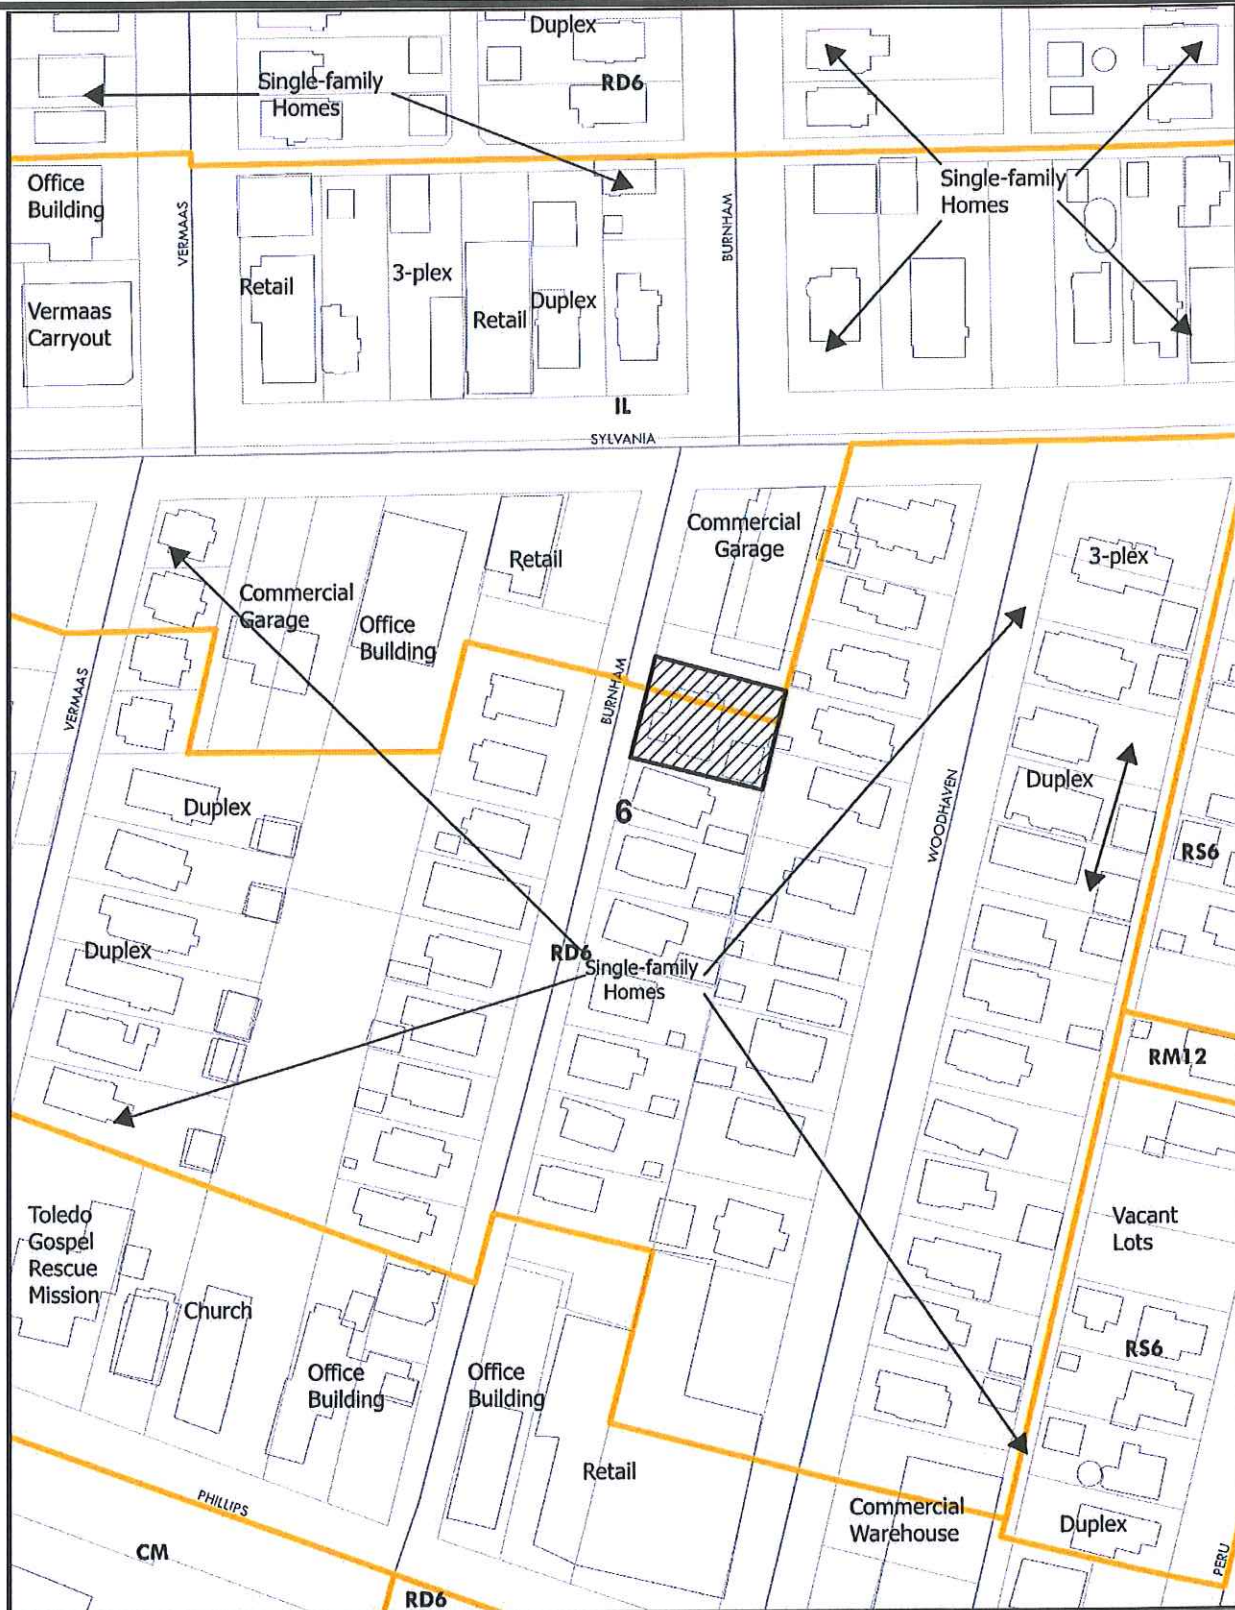 Duplex
Single-family
Homes
RD6
Single-family
Homes
Office
Building
VERMAAS
BURNHAM
Retail
3-plex
Retail
Duplex
Vermaas
Carryout
IL
SYLVANIA
Commercial
Garage
Retail
3-plex
Commercial
Garage
Office
Building
VERMAAS
BURNHAM
WOODHAVEN
Duplex
Duplex
6
RS6
Duplex
RD6
Single-family
Homes
RM12
Toledo
Gospel
Rescue
Mission
Vacant
Lots
Church
Office
Building
Office
Building
RS6
Retail
PHILLIPS
Commercial
Warehouse
Duplex
PERU
CM
RD6